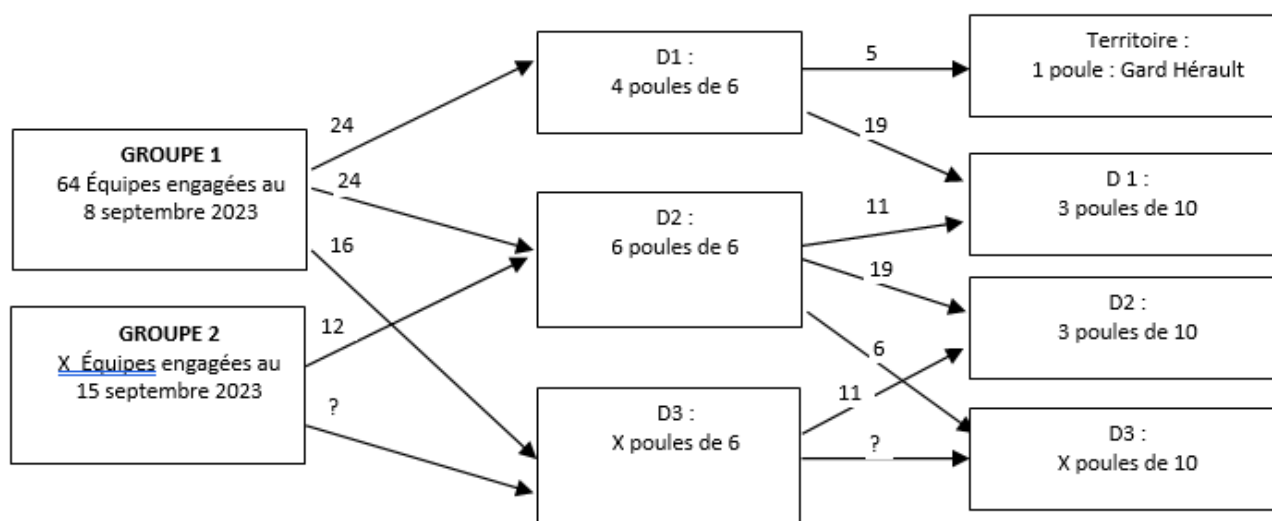 GROUPE 1
64 Équipes engagées au
8 septembre 2023
GROUPE 2
X Équipes engagées au
15 septembre 2023
24
24
16
12
?
D1 :
4 poules de 6
D2 :
6 poules de 6
D3 :
X poules de 6
5
19
11
19
6
11
?
Territoire :
1 poule : Gard Hérault
D 1 :
3 poules de 10
D2 :
3 poules de 10
D3 :
X poules de 10